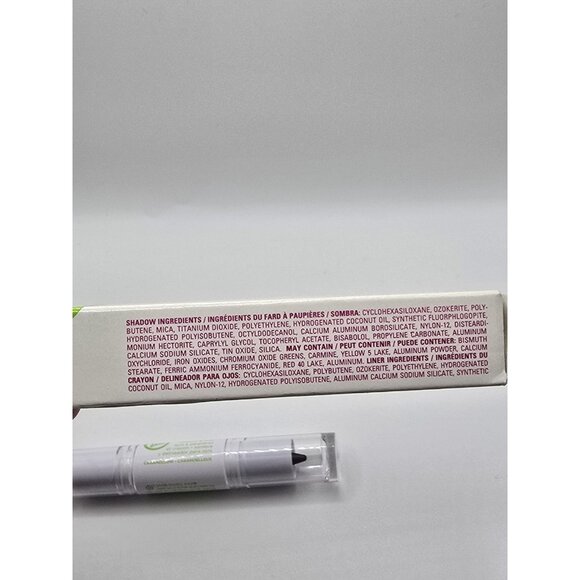 SHADOW INGREDIENTS / INGRÉDIENTS DU FARD À PAUPIÈRES / SOMBRA: CYCLOHEXASILOXANE, OZOKERITE, POLY-
BUTENE, MICA, TITANIUM DIOXIDE, POLYETHYLENE, HYDROGENATED COCONUT OIL, SYNTHETIC FLUORPHLOGOPITE,
HYDROGENATED POLYISOBUTENE, OCTYLDODECANOL, CALCIUM ALUMINUM BOROSILICATE, NYLON-12, DISTEARDI-
MONIUM HECTORITE, CAPRYLYL GLYCOL, TOCOPHERYL ACETATE, BISABOLOL, PROPYLENE CARBONATE, ALUMINUM
CALCIUM SODIUM SILICATE, TIN OXIDE, SILICA. MAY CONTAIN / PEUT CONTENIR / PUEDE CONTENER: BISMUTH
OXYCHLORIDE, IRON OXIDES, CHROMIUM OXIDE GREENS, CARMINE, YELLOW 5 LAKE, ALUMINUM POWDER, CALCIUM
STEARATE, FERRIC AMMONIUM FERROCYANIDE, RED 40 LAKE, ALUMINUM. LINER INGREDIENTS / INGRÉDIENTS DU
CRAYON / DELINEADOR PARA OJOS: CYCLOHEXASILOXANE, POLYBUTENE, OZOKERITE, POLYETHYLENE, HYDROGENATED
COCONUT OIL, MICA, NYLON-12, HYDROGENATED POLYISOBUTENE, ALUMINUM CALCIUM SODIUM SILICATE, SYNTHETIC